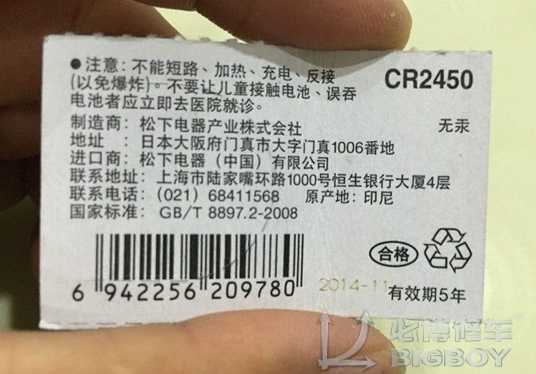 ●注意：不能短路、加热、充电、反接
(以免爆炸)。不要让儿童接触电池、误吞
电池者应立即去医院就诊。
CR2450
制造商：松下电器产业株式会社
无汞
地址：日本大阪府门真市大字门真1006番地
进口商：松下电器（中国）有限公司
联系地址：上海市陆家嘴环路1000号恒生银行大厦4层
联系电话：(021) 68411568 原产地：印尼
国家标准：GB/T 8897.2-2008
合格
6 942256 209780
2014-11
有效期5年
必博修车
BIGBOY